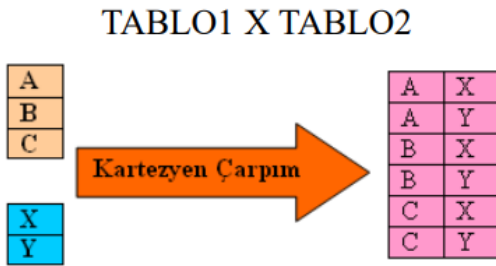 TABLO1 X TABLO2
A
B
C
Kartezyen Çarpım
X
Y
A X
A Y
B X
B Y
C X
C Y